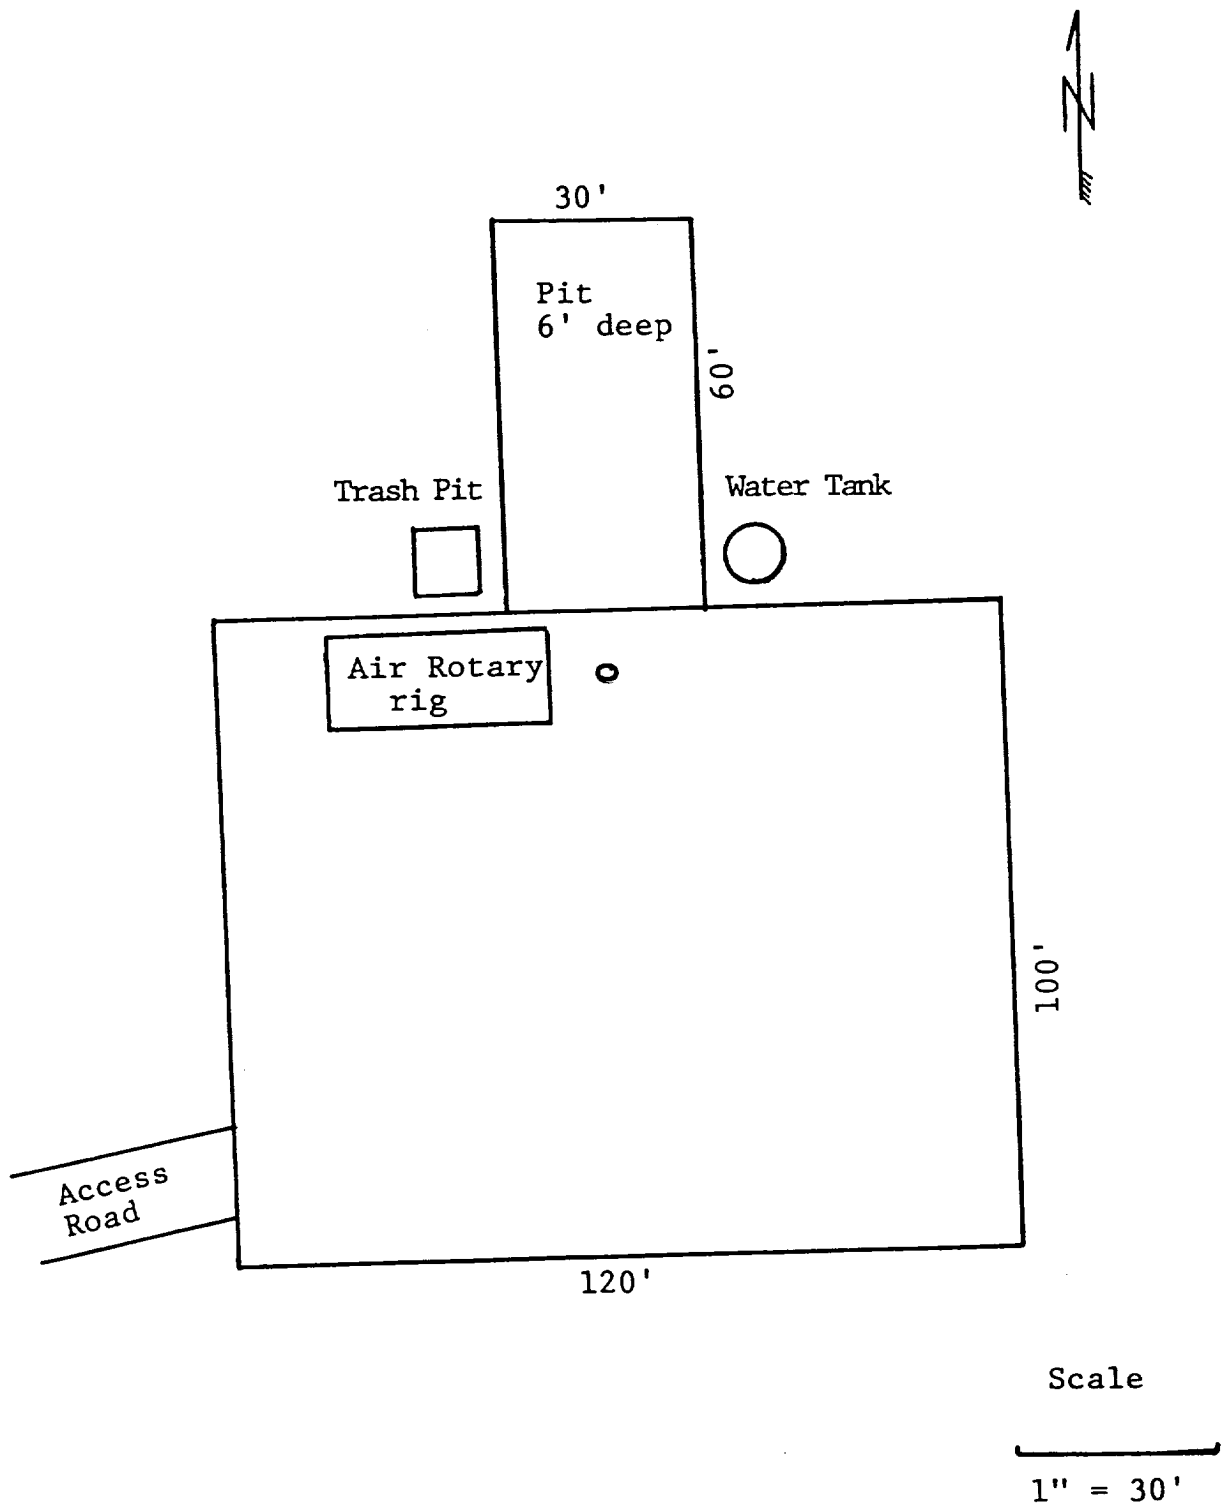 N
30'
Pit
6' deep
60'
Trash Pit
Water Tank
Air Rotary
rig
100'
Access
Road
120'
Scale
1" = 30'